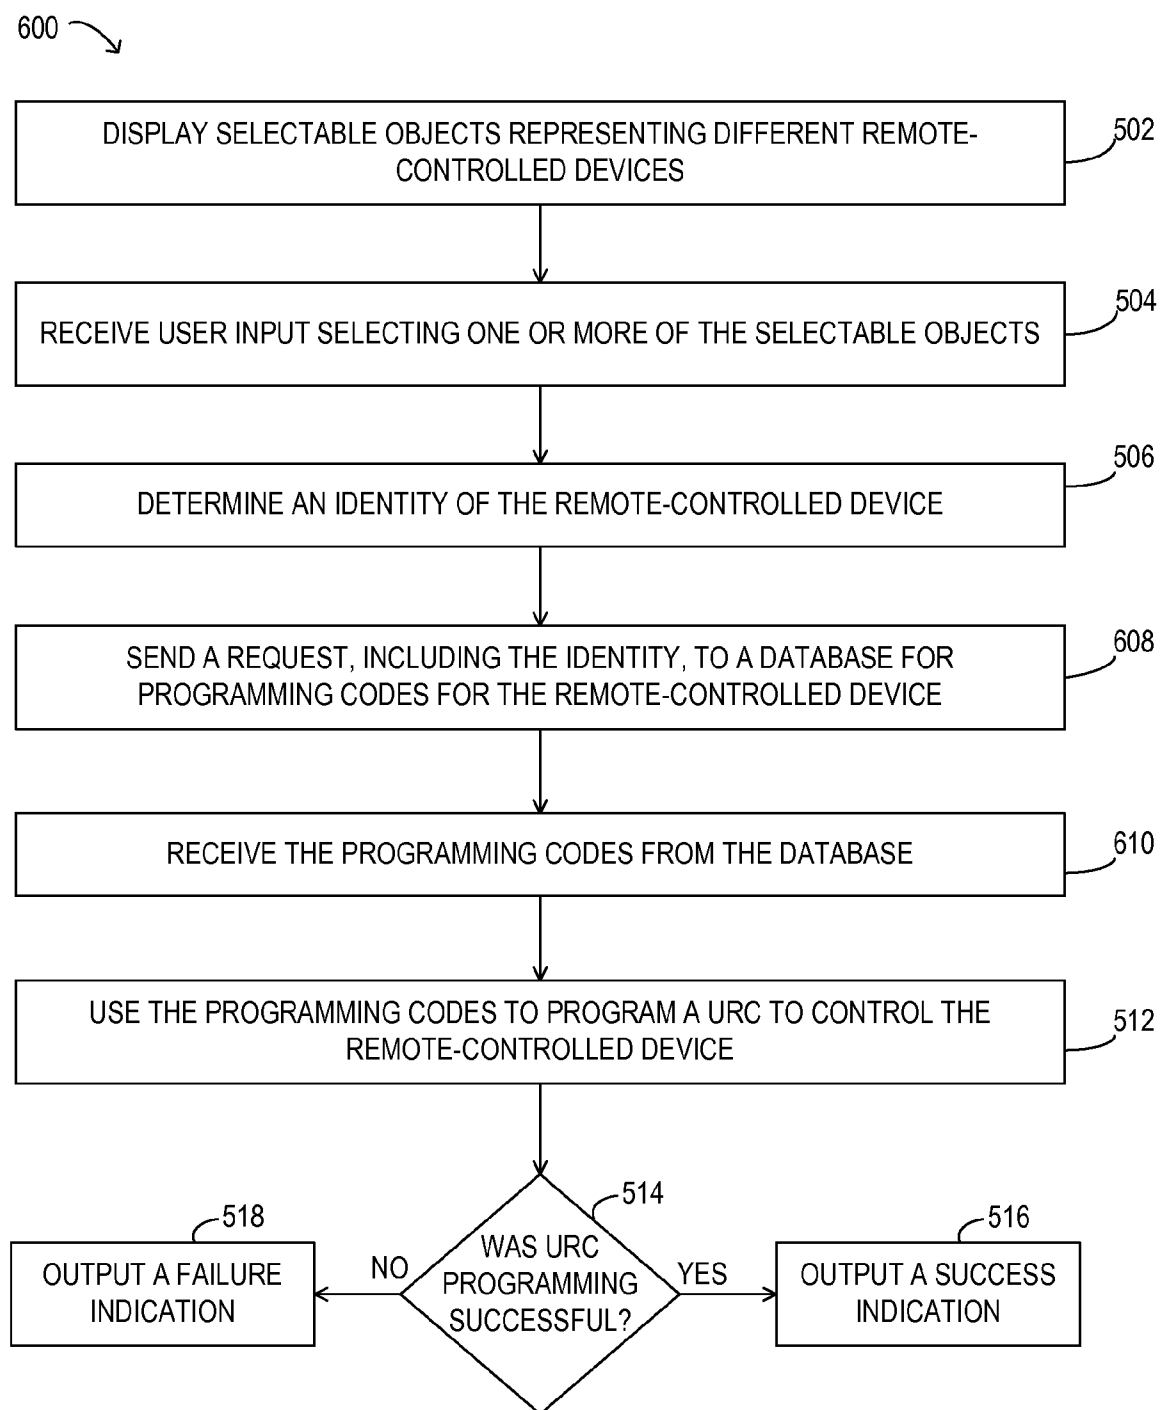 600
DISPLAY SELECTABLE OBJECTS REPRESENTING DIFFERENT REMOTE-
CONTROLLED DEVICES
502
RECEIVE USER INPUT SELECTING ONE OR MORE OF THE SELECTABLE OBJECTS
504
DETERMINE AN IDENTITY OF THE REMOTE-CONTROLLED DEVICE
506
SEND A REQUEST, INCLUDING THE IDENTITY, TO A DATABASE FOR
PROGRAMMING CODES FOR THE REMOTE-CONTROLLED DEVICE
608
RECEIVE THE PROGRAMMING CODES FROM THE DATABASE
610
USE THE PROGRAMMING CODES TO PROGRAM A URC TO CONTROL THE
REMOTE-CONTROLLED DEVICE
512
WAS URC
PROGRAMMING
SUCCESSFUL?
514
NO
OUTPUT A FAILURE
INDICATION
518
YES
OUTPUT A SUCCESS
INDICATION
516